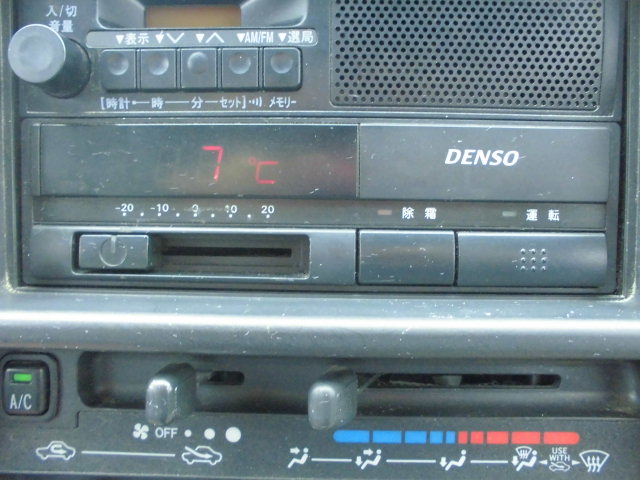 入/切
音量
▼表示 ▼∨ ▼∧ ▼AM/FM ▼選局
[時計•—時——分—セット]•))) メモリー
DENSO
7 ℃
-20 -10 0 10 20
除霜
運転
A/C
OFF
USE
WITH